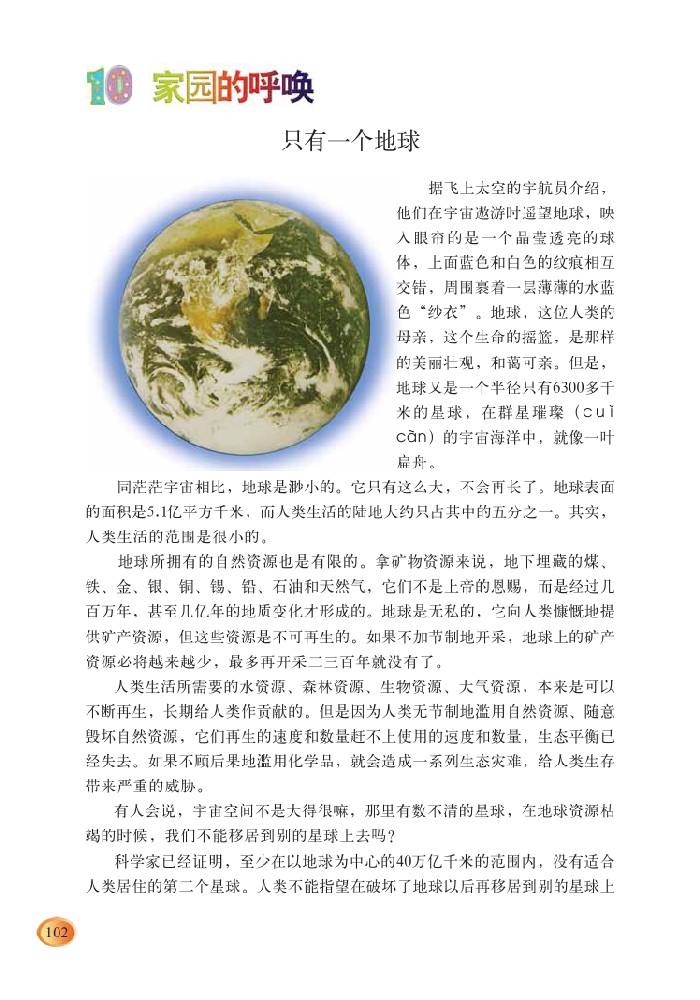 10 家园的呼唤
只有一个地球
据飞上太空的宇航员介绍，
他们在宇宙遨游时遥望地球，映
入眼帘的是一个晶莹透亮的球
体，上面蓝色和白色的纹痕相互
交错，周围裹着一层薄薄的水蓝
色“纱衣”。地球，这位人类的
母亲，这个生命的摇篮，是那样
的美丽壮观，和蔼可亲。但是，
地球又是一个半径只有6300多千
米的星球，在群星璀璨（cuǐ
càn）的宇宙海洋中，就像一叶
扁舟。
同茫茫宇宙相比，地球是渺小的。它只有这么大，不会再长了。地球表面
的面积是5.1亿平方千米，而人类生活的陆地大约只占其中的五分之一。其实，
人类生活的范围是很小的。
地球所拥有的自然资源也是有限的。拿矿物资源来说，地下埋藏的煤、
铁、金、银、铜、锡、铅、石油和天然气，它们不是上帝的恩赐，而是经过几
百万年，甚至几亿年的地质变化才形成的。地球是无私的，它向人类慷慨地提
供矿产资源，但这些资源是不可再生的。如果不加节制地开采，地球上的矿产
资源必将越来越少，最多再开采二三百年就没有了。
人类生活所需要的水资源、森林资源、生物资源、大气资源，本来是可以
不断再生，长期给人类作贡献的。但是因为人类无节制地滥用自然资源、随意
毁坏自然资源，它们再生的速度和数量赶不上使用的速度和数量，生态平衡已
经失去。如果不顾后果地滥用化学品，就会造成一系列生态灾难，给人类生存
带来严重的威胁。
有人会说，宇宙空间不是大得很嘛，那里有数不清的星球，在地球资源枯
竭的时候，我们不能移居到别的星球上去吗？
科学家已经证明，至少在以地球为中心的40万亿千米的范围内，没有适合
人类居住的第二个星球。人类不能指望在破坏了地球以后再移居到别的星球上
102